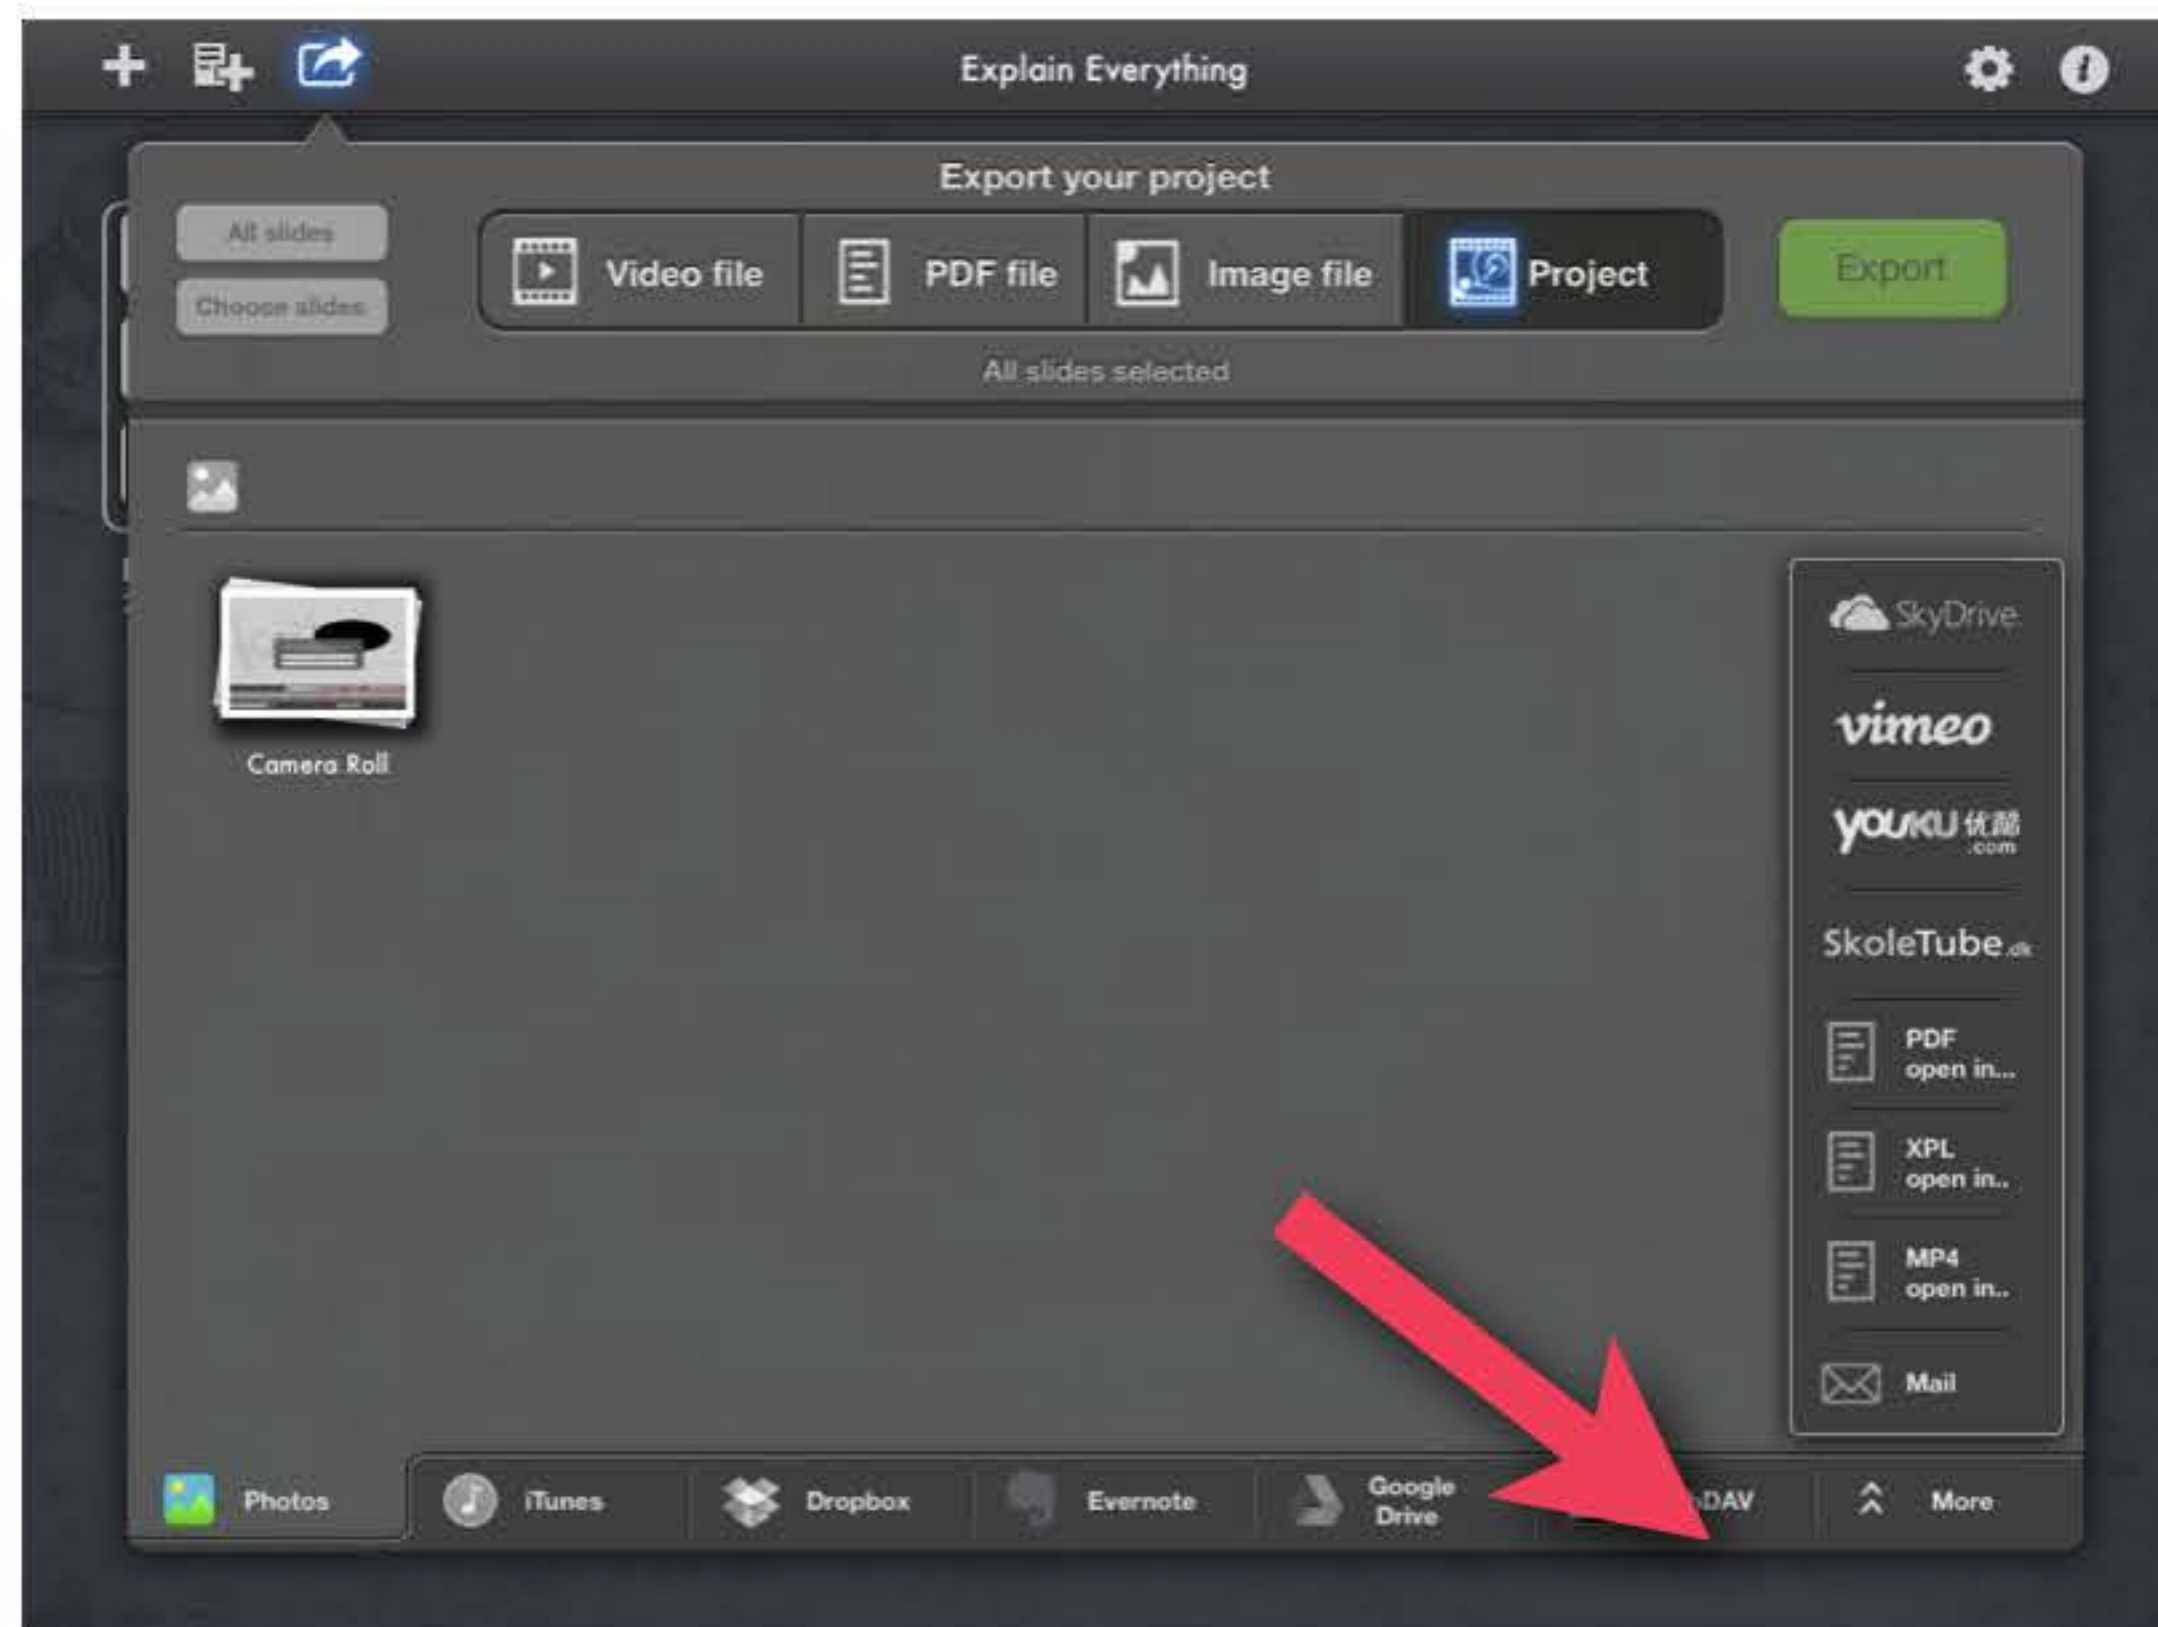 Explain Everything
Export your project
All slides
Choose slides
Video file
PDF file
Image file
Project
Export
All slides selected
Camera Roll
SkyDrive
vimeo
YOUKU 优酷
.com
SkoleTube.dk
PDF
open in...
XPL
open in..
MP4
open in..
Mail
Photos
iTunes
Dropbox
Evernote
Google
Drive
DAV
More